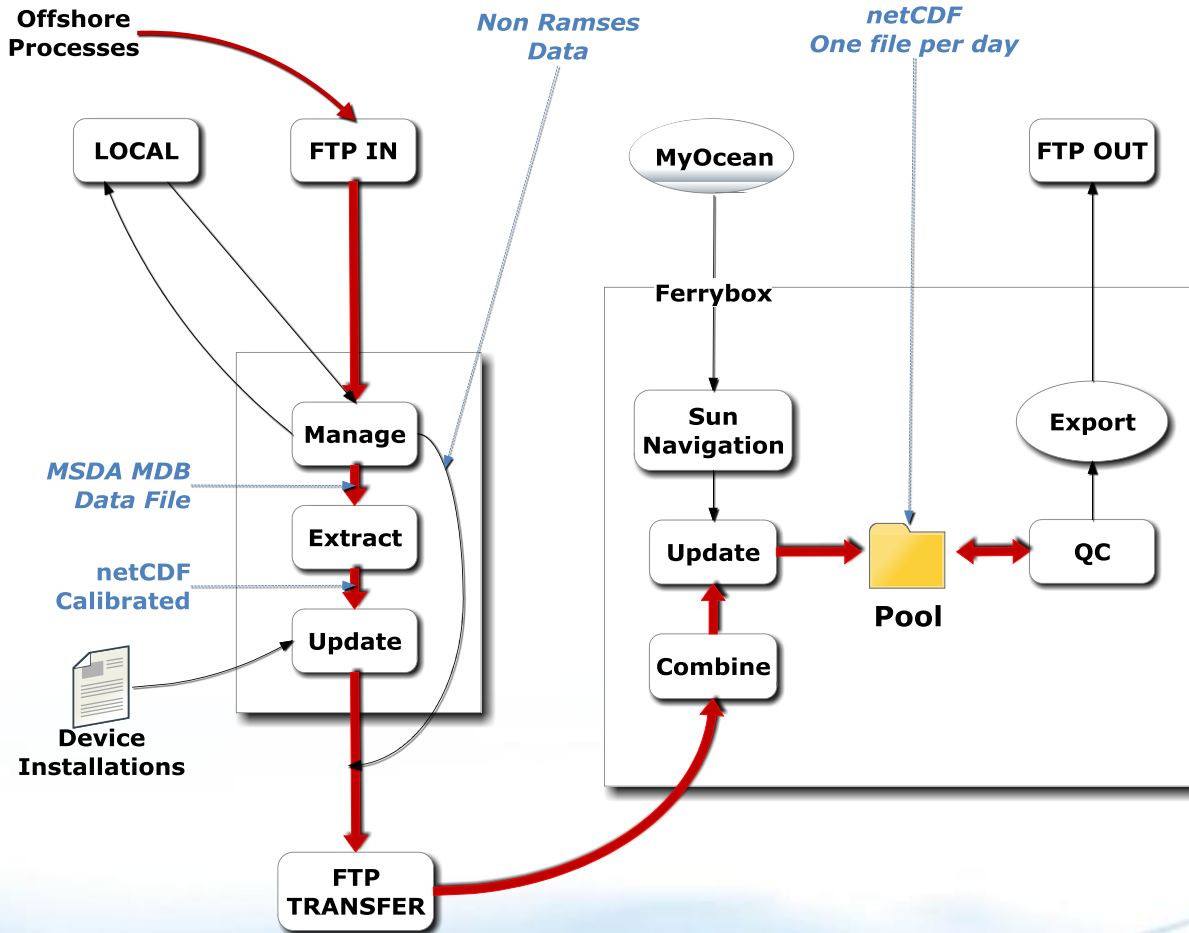 Offshore
Processes
Non Ramses
Data
netCDF
One file per day
LOCAL
FTP IN
MyOcean
FTP OUT
Ferrybox
Manage
Sun
Navigation
Export
MSDA MDB
Data File
Extract
Update
QC
netCDF
Calibrated
Pool
Update
Combine
Device
Installations
FTP
TRANSFER